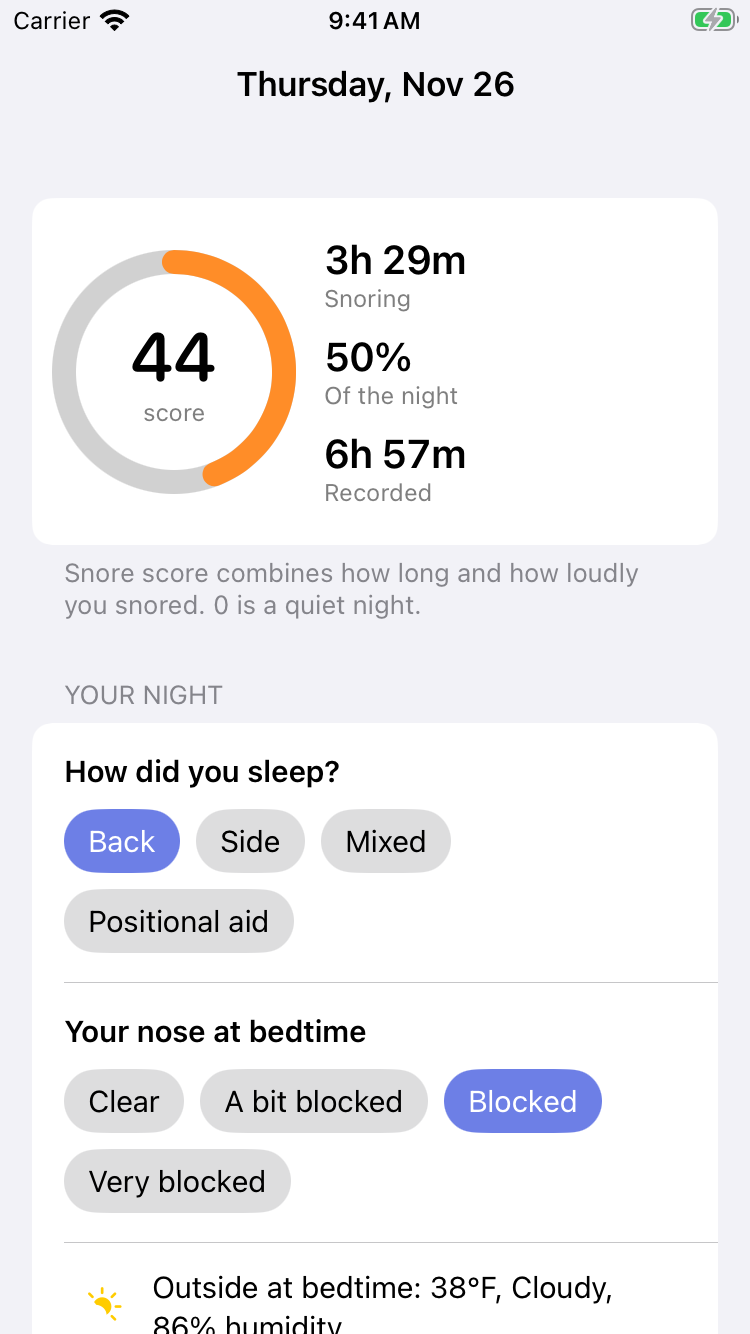 Carrier 9:41 AM
Thursday, Nov 26
44
score
3h 29m
Snoring
50%
Of the night
6h 57m
Recorded
Snore score combines how long and how loudly
you snored. 0 is a quiet night.
YOUR NIGHT
How did you sleep?
Back Side Mixed
Positional aid
Your nose at bedtime
Clear A bit blocked Blocked
Very blocked
Outside at bedtime: 38°F, Cloudy,
86% humidity